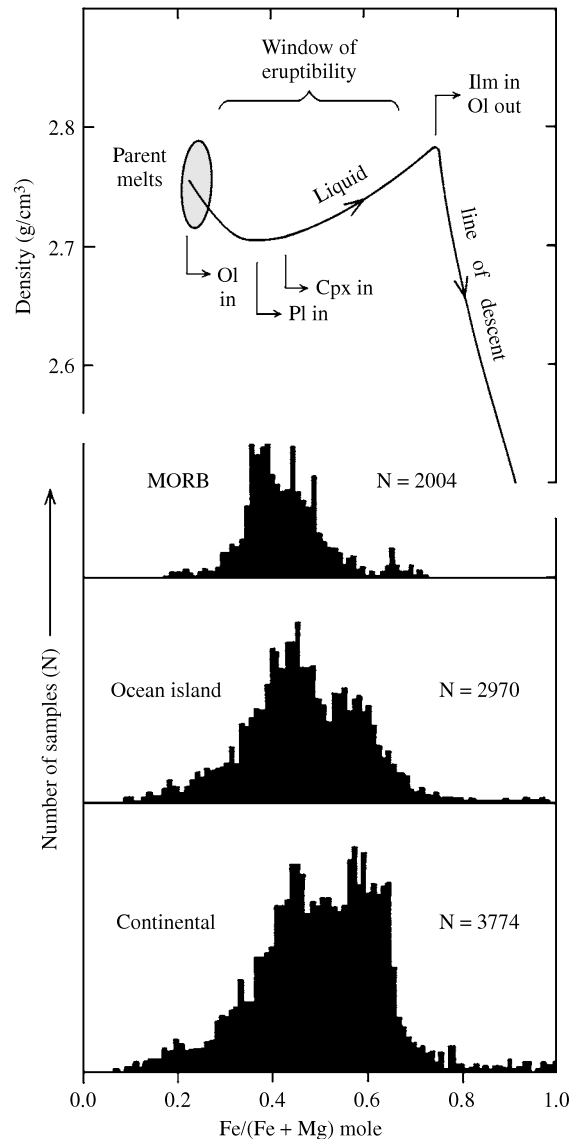 Window of
eruptibility
Ilm in
Ol out
2.8
Parent
melts
Liquid
Density (g/cm³)
2.7
line of descent
Ol
in
Cpx in
Pl in
2.6
MORB
N = 2004
Number of samples (N)
Ocean island
N = 2970
Continental
N = 3774
0.0
0.2
0.4
0.6
0.8
1.0
Fe/(Fe + Mg) mole